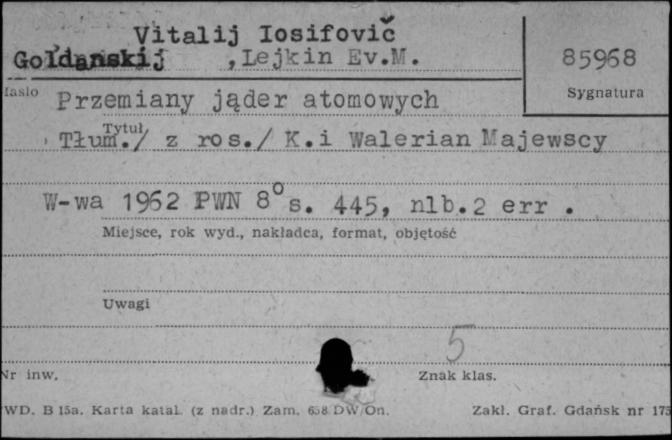 Vitalij Iosifovič
Gołdanskij , Lejkin Ev.M.
85968
Hasło
Sygnatura
Przemiany jąder atomowych
Tytuł
Tłum./ z ros./ K.i Walerian Majewscy
W-wa 1962 PWN 8° s. 445, nlb.2 err .
Miejsce, rok wyd., nakładca, format, objętość
Uwagi
5
Nr inw.
Znak klas.
WD. B 15a. Karta katal. (z nadr.) Zam. 658/DW/On.
Zakł. Graf. Gdańsk nr 175